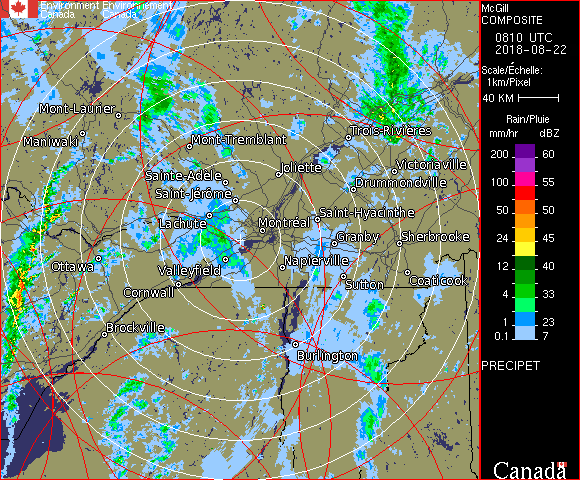 Environment Environnement
Canada Canada
McGill
COMPOSITE
0810 UTC
2018-08-22
Scale/Échelle:
1km/Pixel
40 KM
Rain/Pluie
mm/hr dBZ
200 60
100 55
50 50
24 45
12 40
4 33
1.1 23
0.1 7
PRECIPET
Canada
Mont-Laurier
Maniwaki
Mont-Tremblant
Trois-Rivières
Joliette
Victoriaville
Sainte-Adèle
Drummondville
Saint-Jérôme
Saint-Hyacinthe
Lachute
Montréal
Granby
Sherbrooke
Ottawa
Valleyfield
Napierville
Coaticook
Sutton
Cornwall
Brockville
Burlington